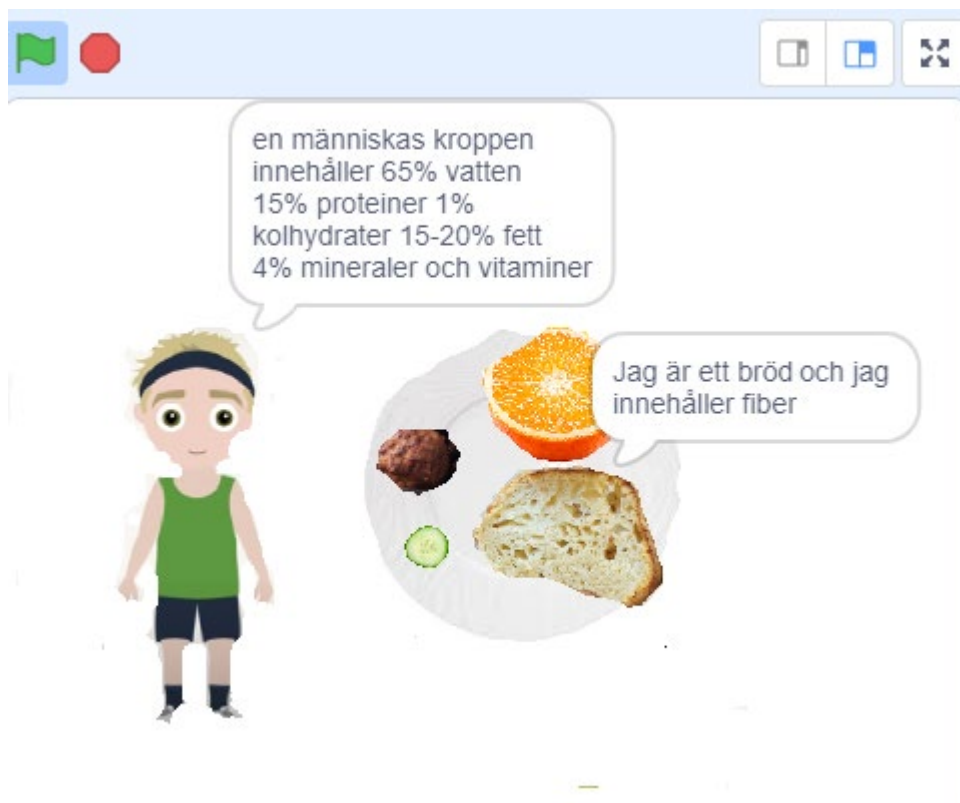 en människas kroppen
innehåller 65% vatten
15% proteiner 1%
kolhydrater 15-20% fett
4% mineraler och vitaminer
Jag är ett bröd och jag
innehåller fiber